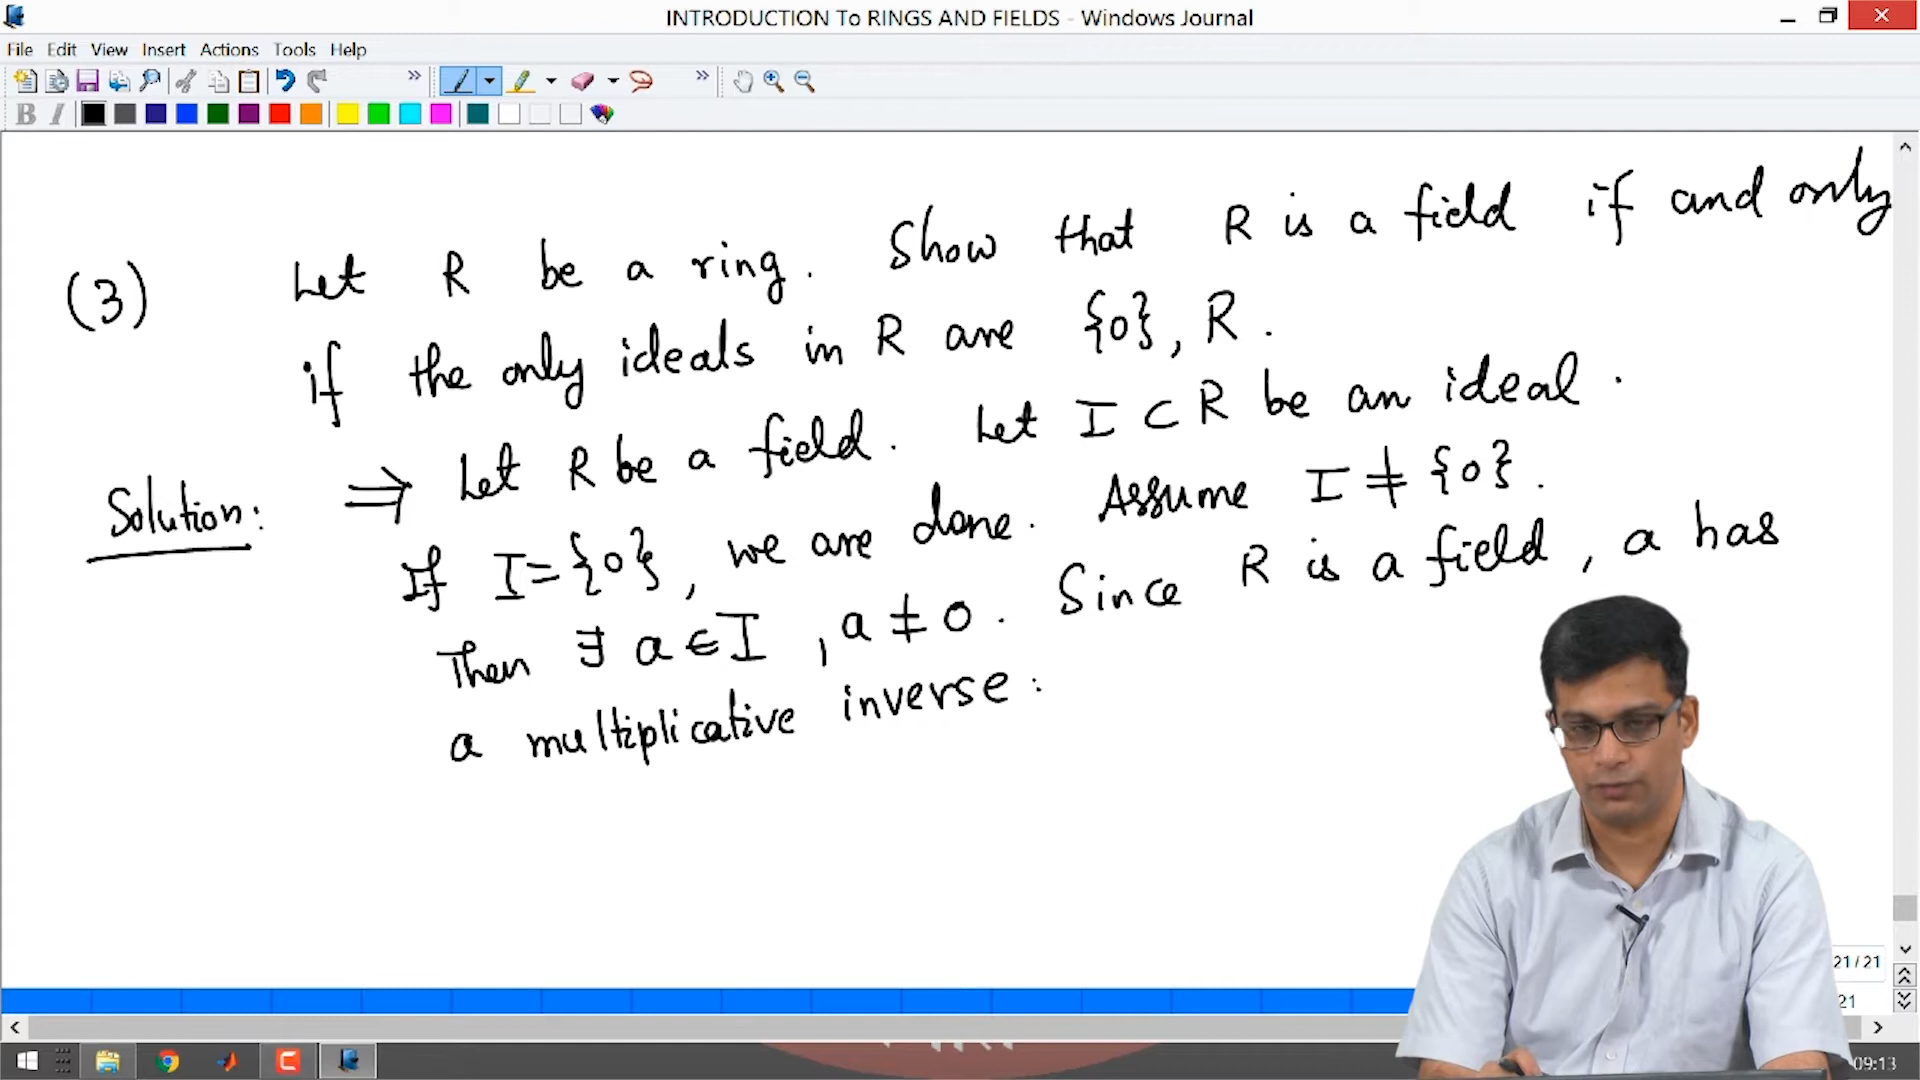 INTRODUCTION To RINGS AND FIELDS - Windows Journal
File Edit View Insert Actions Tools Help
B I
(3) Let R be a ring. Show that R is a field if and only
if the only ideals in R are {0}, R.
Solution: ⇒ Let R be a field. Let I ⊂ R be an ideal.
If I = {0}, we are done. Assume I ≠ {0}.
Then ∃ a ∈ I, a ≠ 0. Since R is a field, a has
a multiplicative inverse:
21 / 21
21
09:13